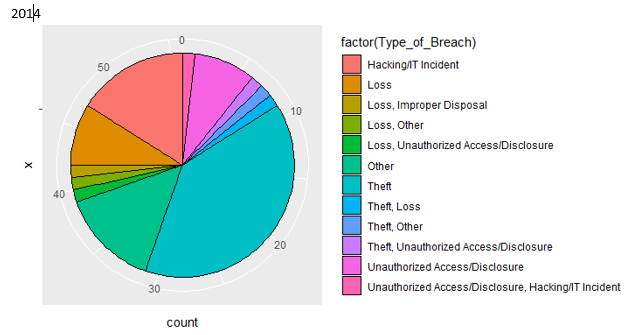 2014
0
50
10
x
40
20
30
count
factor(Type_of_Breach)
Hacking/IT Incident
Loss
Loss, Improper Disposal
Loss, Other
Loss, Unauthorized Access/Disclosure
Other
Theft
Theft, Loss
Theft, Other
Theft, Unauthorized Access/Disclosure
Unauthorized Access/Disclosure
Unauthorized Access/Disclosure, Hacking/IT Incident